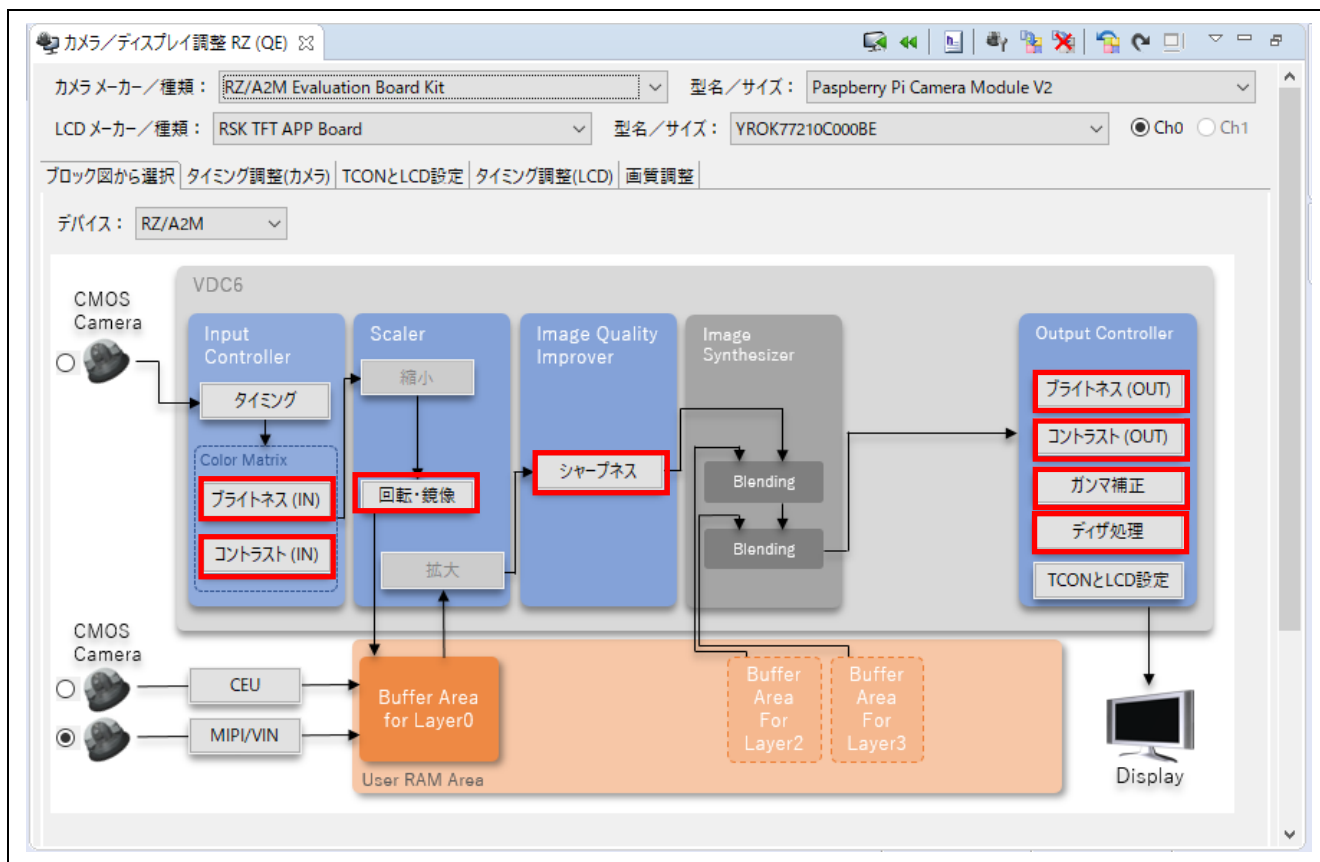 カメラ／ディスプレイ調整 RZ (QE)
カメラ メーカー／種類： RZ/A2M Evaluation Board Kit 型名／サイズ： Paspberry Pi Camera Module V2
LCD メーカー／種類： RSK TFT APP Board 型名／サイズ： YROK77210C000BE Ch0 Ch1
ブロック図から選択 タイミング調整(カメラ) TCONとLCD設定 タイミング調整(LCD) 画質調整
デバイス： RZ/A2M
VDC6
CMOS
Camera
Input
Controller
タイミング
Color Matrix
ブライトネス (IN)
コントラスト (IN)
Scaler
縮小
回転・鏡像
拡大
Image Quality
Improver
シャープネス
Image
Synthesizer
Blending
Blending
Output Controller
ブライトネス (OUT)
コントラスト (OUT)
ガンマ補正
ディザ処理
TCONとLCD設定
CMOS
Camera
CEU
MIPI/VIN
Buffer Area
for Layer0
User RAM Area
Buffer
Area
For
Layer2
Buffer
Area
For
Layer3
Display